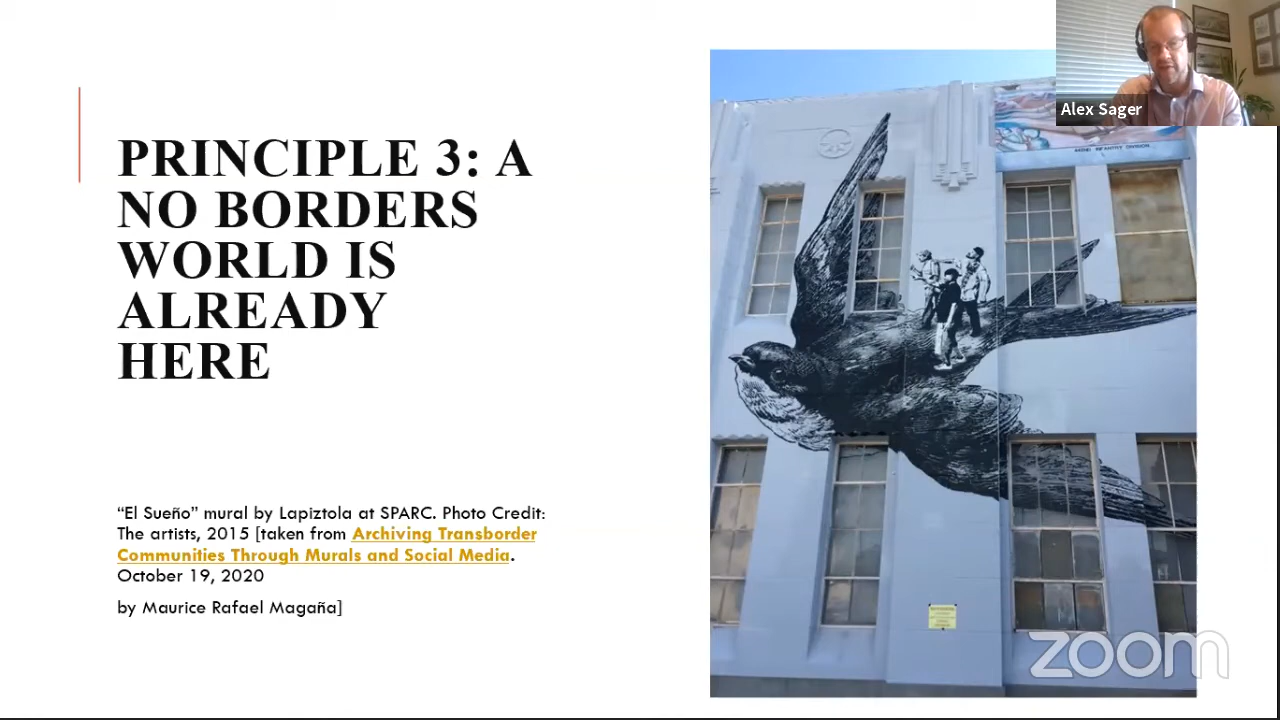 PRINCIPLE 3: A
NO BORDERS
WORLD IS
ALREADY
HERE
“El Sueño” mural by Lapiztola at SPARC. Photo Credit:
The artists, 2015 [taken from Archiving Transborder
Communities Through Murals and Social Media.
October 19, 2020
by Maurice Rafael Magaña]
Alex Sager
INFANTRY DIVISION
zoom